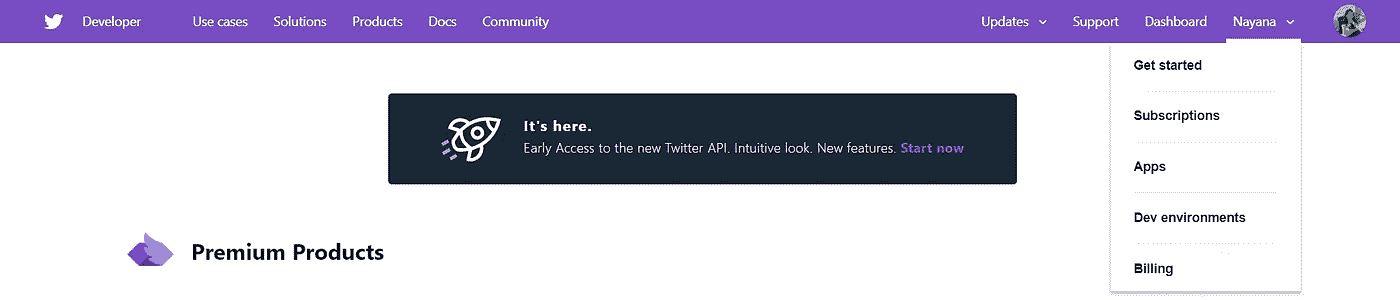 Developer Use cases Solutions Products Docs Community Updates Support Dashboard Nayana
Get started
Subscriptions
Apps
Dev environments
Billing
It's here.
Early Access to the new Twitter API. Intuitive look. New features. Start now
Premium Products